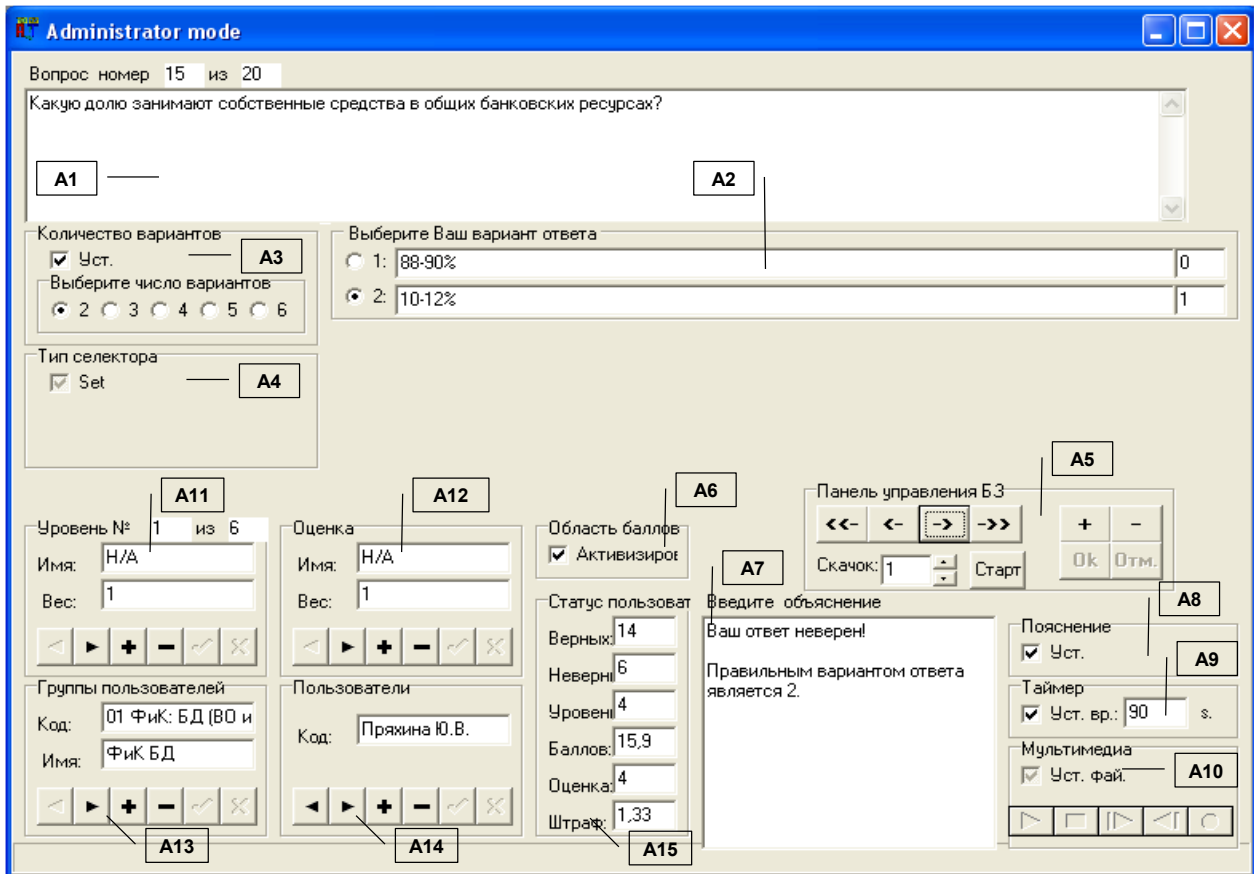 Administrator mode
Вопрос номер 15 из 20
Какую долю занимают собственные средства в общих банковских ресурсах?
A1
A2
Количество вариантов
Уст.
A3
Выберите число вариантов
2 3 4 5 6
Выберите Ваш вариант ответа
1: 88-90% 0
2: 10-12% 1
Тип селектора
Set
A4
A5
A11
A12
A6
Панель управления БЗ
<<- <- -> ->> + -
Скачок: 1 Старт Ok Отм.
Уровень № 1 из 6
Имя: Н/А
Вес: 1
Оценка
Имя: Н/А
Вес: 1
Область баллов
Активизиров
A7
A8
Статус пользоват
Верных: 14
Неверны 6
Уровень 4
Баллов: 15,9
Оценка: 4
Штраф: 1,33
Введите объяснение
Ваш ответ неверен!
Правильным вариантом ответа
является 2.
Пояснение
Уст.
A9
Таймер
Уст. вр.: 90 s.
Мультимедиа
Уст. фай.
A10
Группы пользователей
Код: 01 ФиК: БД (ВО и
Имя: ФиК БД
Пользователи
Код: Пряхина Ю.В.
A13
A14
A15